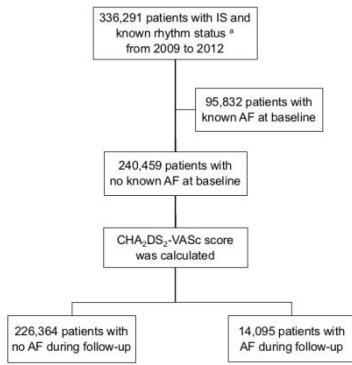 336,291 patients with IS and
known rhythm status ᵃ
from 2009 to 2012
95,832 patients with
known AF at baseline
240,459 patients with
no known AF at baseline
CHA₂DS₂-VASc score
was calculated
226,364 patients with
no AF during follow-up
14,095 patients with
AF during follow-up